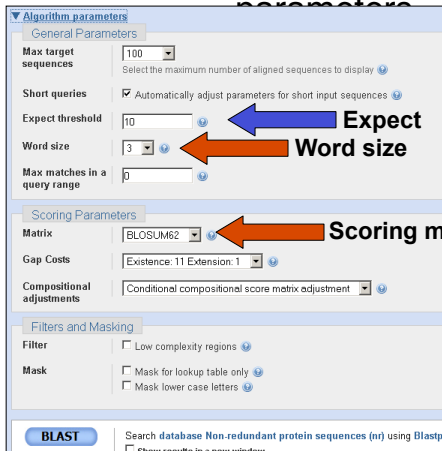 parameters
Algorithm parameters
General Parameters
Max target sequences
100
Select the maximum number of aligned sequences to display
Short queries
Automatically adjust parameters for short input sequences
Expect threshold
10
Expect
Word size
3
Word size
Max matches in a query range
0
Scoring Parameters
Matrix
BLOSUM62
Scoring m
Gap Costs
Existence: 11 Extension: 1
Compositional adjustments
Conditional compositional score matrix adjustment
Filters and Masking
Filter
Low complexity regions
Mask
Mask for lookup table only
Mask lower case letters
BLAST
Search database Non-redundant protein sequences (nr) using Blastp
Show results in a new window